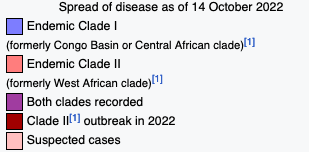 Spread of disease as of 14 October 2022
Endemic Clade I
(formerly Congo Basin or Central African clade)[1]
Endemic Clade II
(formerly West African clade)[1]
Both clades recorded
Clade II[1] outbreak in 2022
Suspected cases